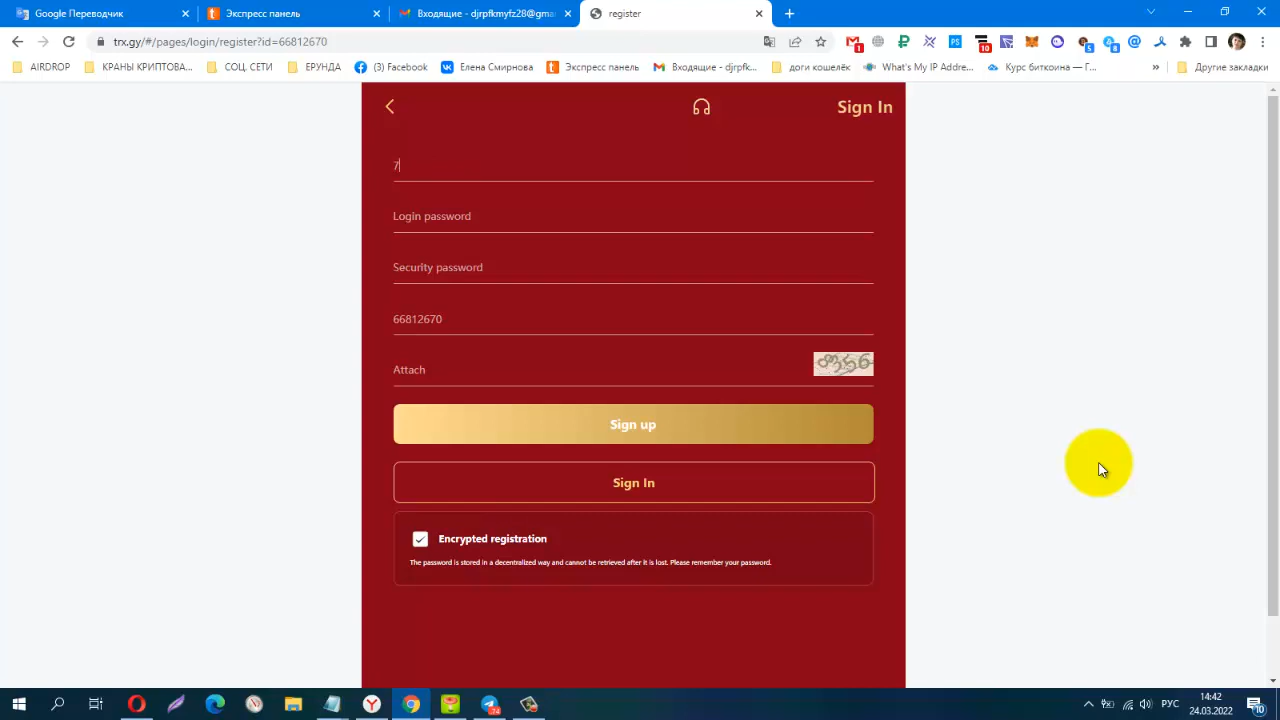 Google Переводчик
Экспресс панель
Входящие - djrpfkmyfz28@gma
register
trx.gy/#/pages/login/register?id=66812670
1
10
5
8
AIRDROP
КРАНЫ КРИПТОВА...
СОЦ. СЕТИ
ЕРУНДА
(3) Facebook
Елена Смирнова
Экспресс панель
Входящие - djrpfk...
доги кошелёк
What's My IP Addre...
Курс биткоина — Г...
»
Другие закладки
Sign In
7
Login password
Security password
66812670
Attach
Sign up
Sign In
Encrypted registration
The password is stored in a decentralized way and cannot be retrieved after it is lost. Please remember your password.
РУС
14:42
24.03.2022